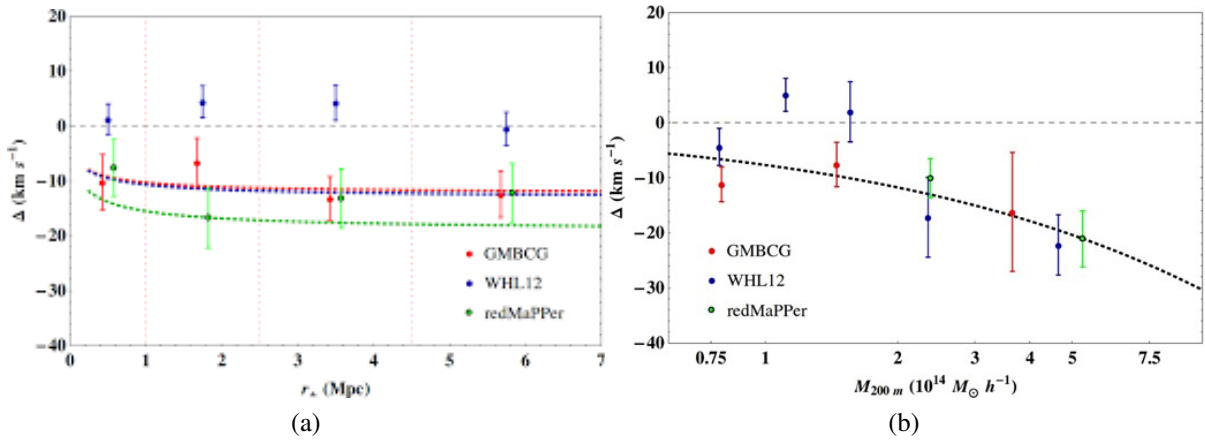 20
10
0
−10
−20
−30
−40
Δ (km s⁻¹)
GMBCG
WHL12
redMaPPer
0 1 2 3 4 5 6 7
(Mpc)
(a)
20
10
0
−10
−20
−30
−40
Δ (km s⁻¹)
GMBCG
WHL12
redMaPPer
0.75 1 2 3 4 5 7.5
M₂₀₀ ₘ (10¹⁴ M⊙ h⁻¹)
(b)